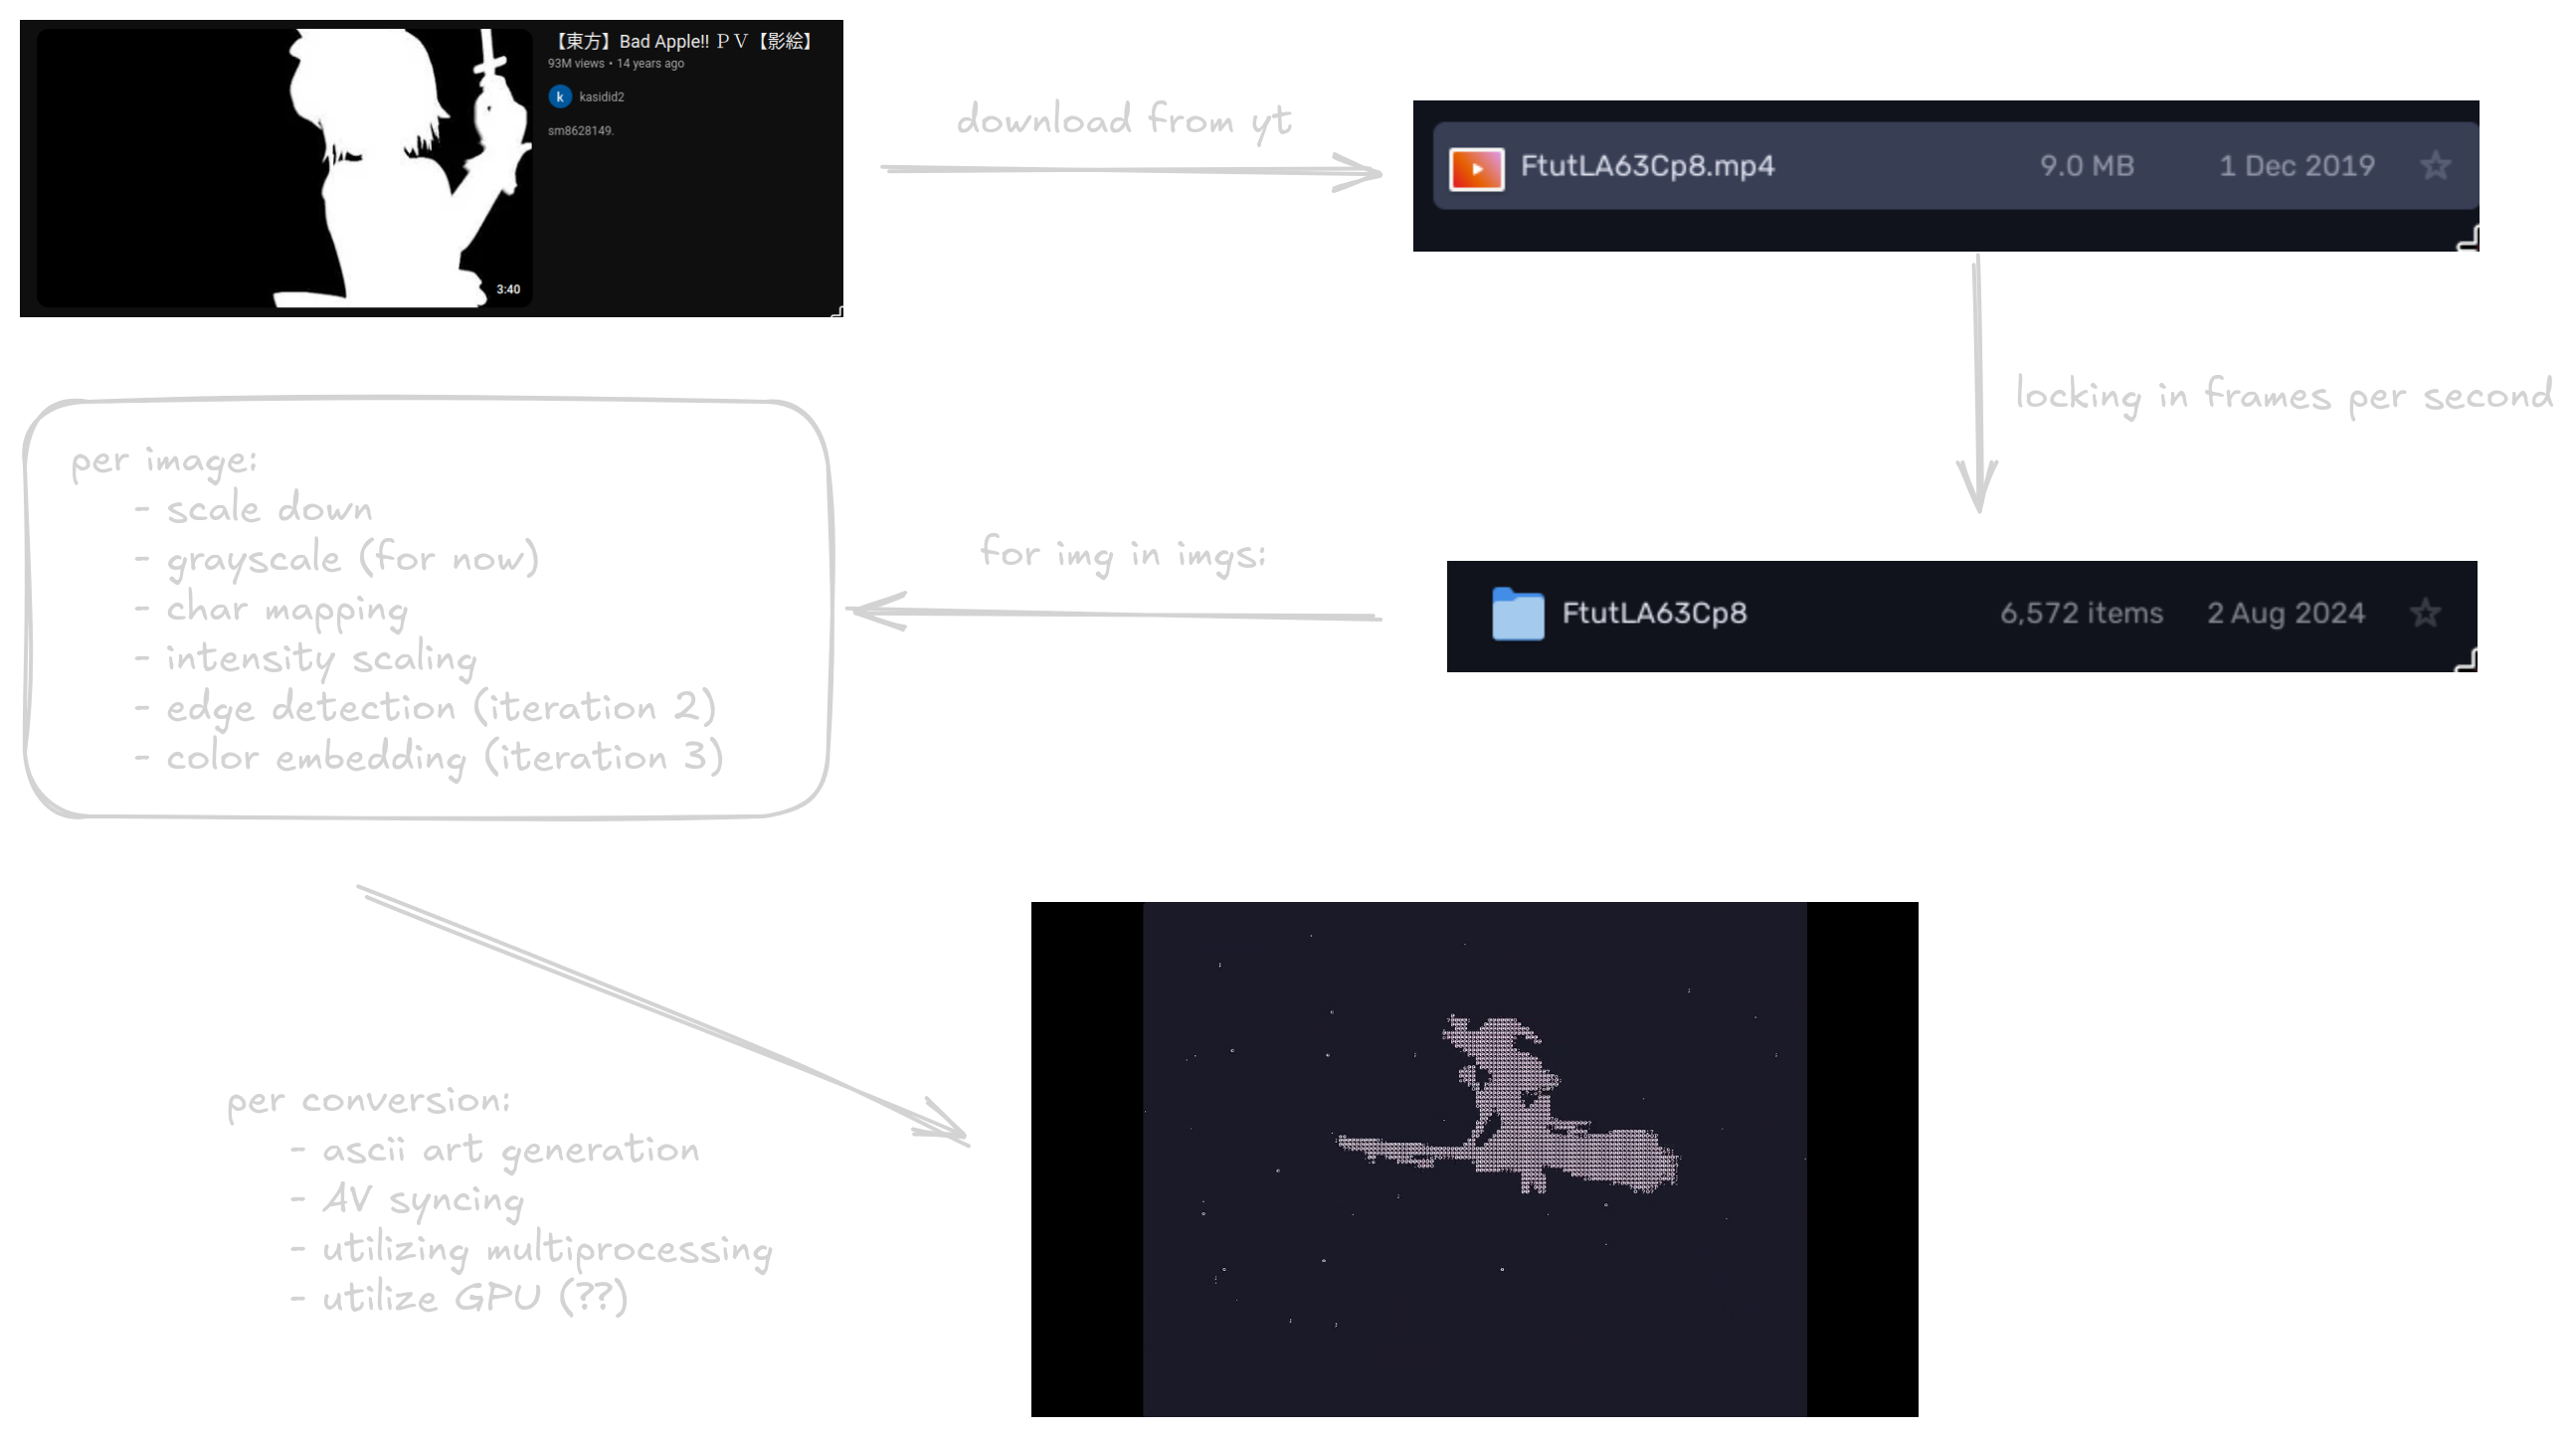 【東方】Bad Apple!! ＰＶ【影絵】
93M views • 14 years ago
k kasidid2
sm8628149.
3:40
download from yt
FtutLA63Cp8.mp4 9.0 MB 1 Dec 2019
locking in frames per second
FtutLA63Cp8 6,572 items 2 Aug 2024
for img in imgs:
per image:
- scale down
- grayscale (for now)
- char mapping
- intensity scaling
- edge detection (iteration 2)
- color embedding (iteration 3)
per conversion:
- ascii art generation
- AV syncing
- utilizing multiprocessing
- utilize GPU (??)